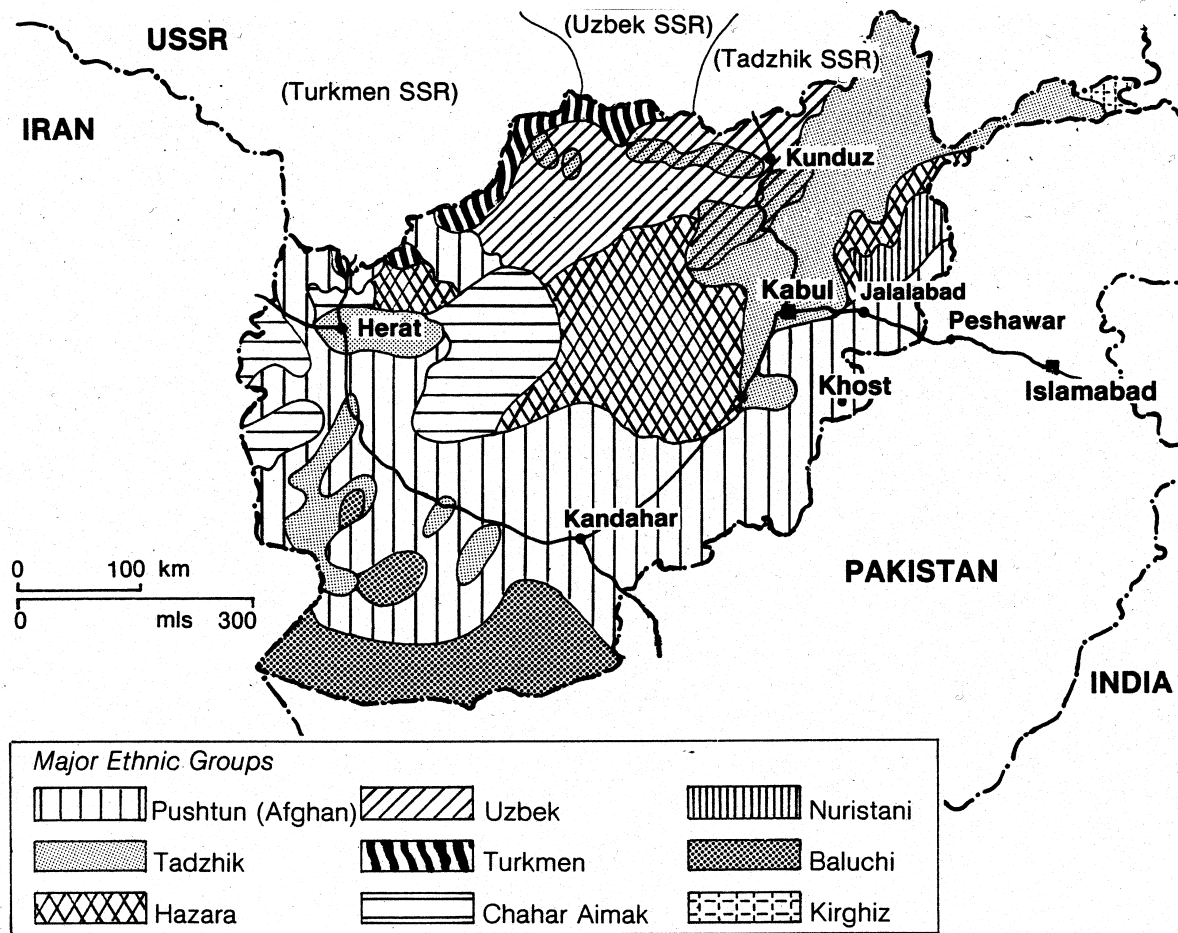 USSR
(Uzbek SSR)
(Tadzhik SSR)
(Turkmen SSR)
IRAN
Kunduz
Kabul
Jalalabad
Herat
Peshawar
Khost
Islamabad
Kandahar
0 100 km
0 mls 300
PAKISTAN
INDIA
Major Ethnic Groups
Pushtun (Afghan)
Uzbek
Nuristani
Tadzhik
Turkmen
Baluchi
Hazara
Chahar Aimak
Kirghiz